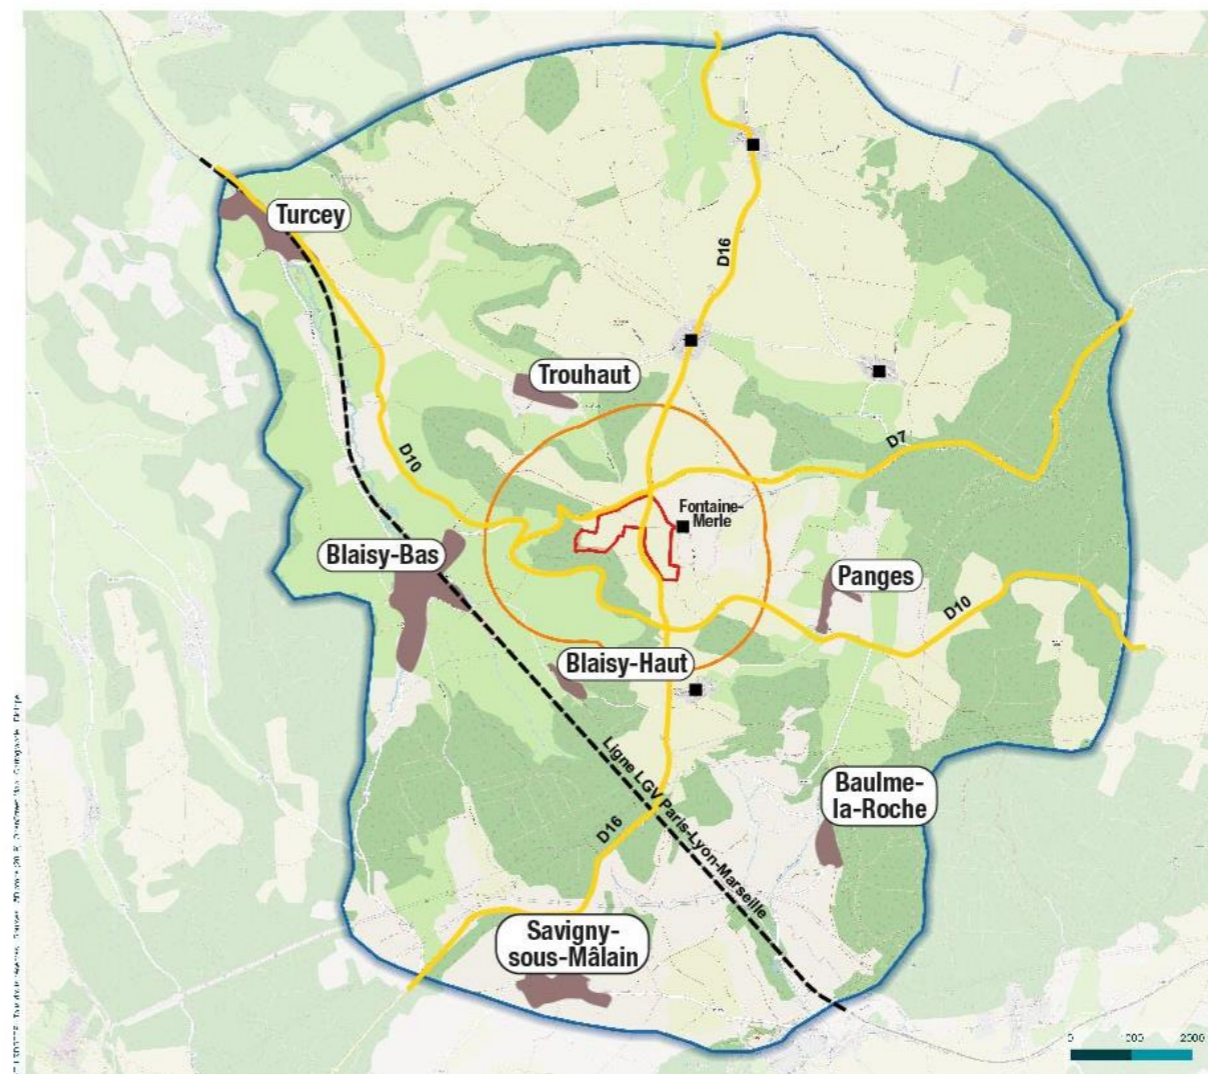 Turcey
D16
Trouhaut
D7
D10
Fontaine-
Merle
Blaisy-Bas
Panges
D10
Blaisy-Haut
Ligne LGV Paris-Lyon-Marseille
Baulme-
la-Roche
D16
Savigny-
sous-Mâlain
0
2000